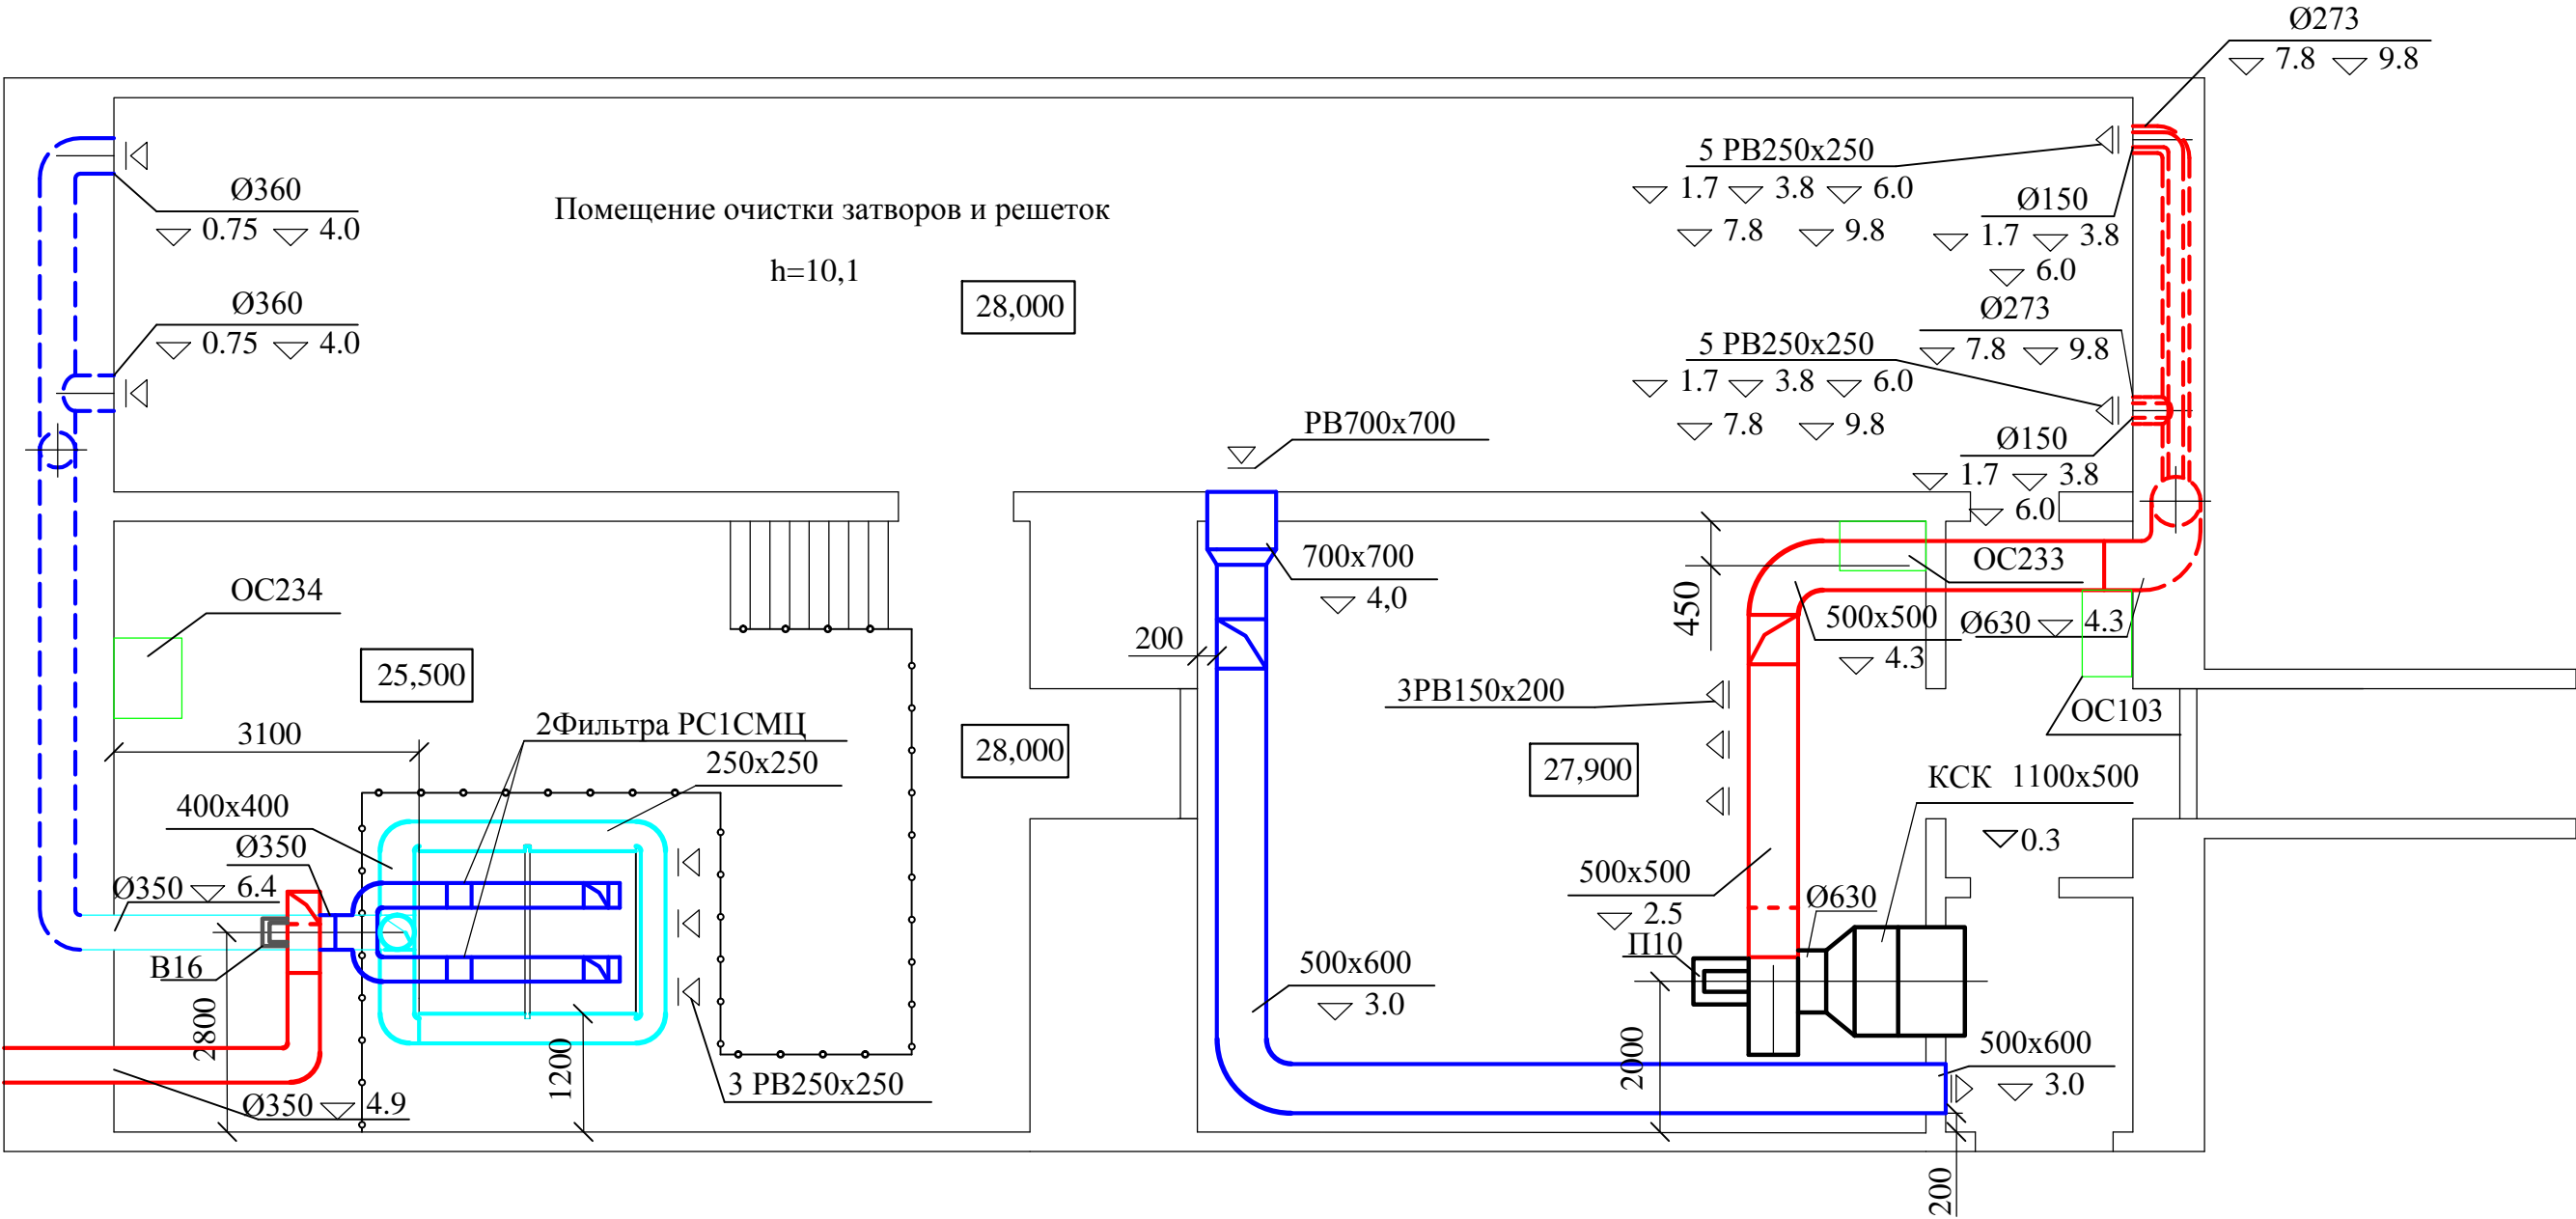 Ø273
7.8 9.8
5 РВ250х250
1.7 3.8 6.0
7.8 9.8
Ø150
1.7 3.8
6.0
Ø360
0.75 4.0
Помещение очистки затворов и решеток
h=10,1
28,000
Ø360
0.75 4.0
Ø273
7.8 9.8
5 РВ250х250
1.7 3.8 6.0
7.8 9.8
Ø150
1.7 3.8
6.0
РВ700х700
700х700
4,0
ОС233
450
500х500
4.3
Ø630 4.3
ОС234
200
25,500
3РВ150х200
ОС103
2Фильтра РС1СМЦ
3100
250х250
28,000
27,900
КСК 1100х500
0.3
400х400
Ø350
Ø350 6.4
500х500
2.5
Ø630
П10
В16
500х600
3.0
2800
1200
2000
500х600
3.0
3 РВ250х250
Ø350 4.9
200